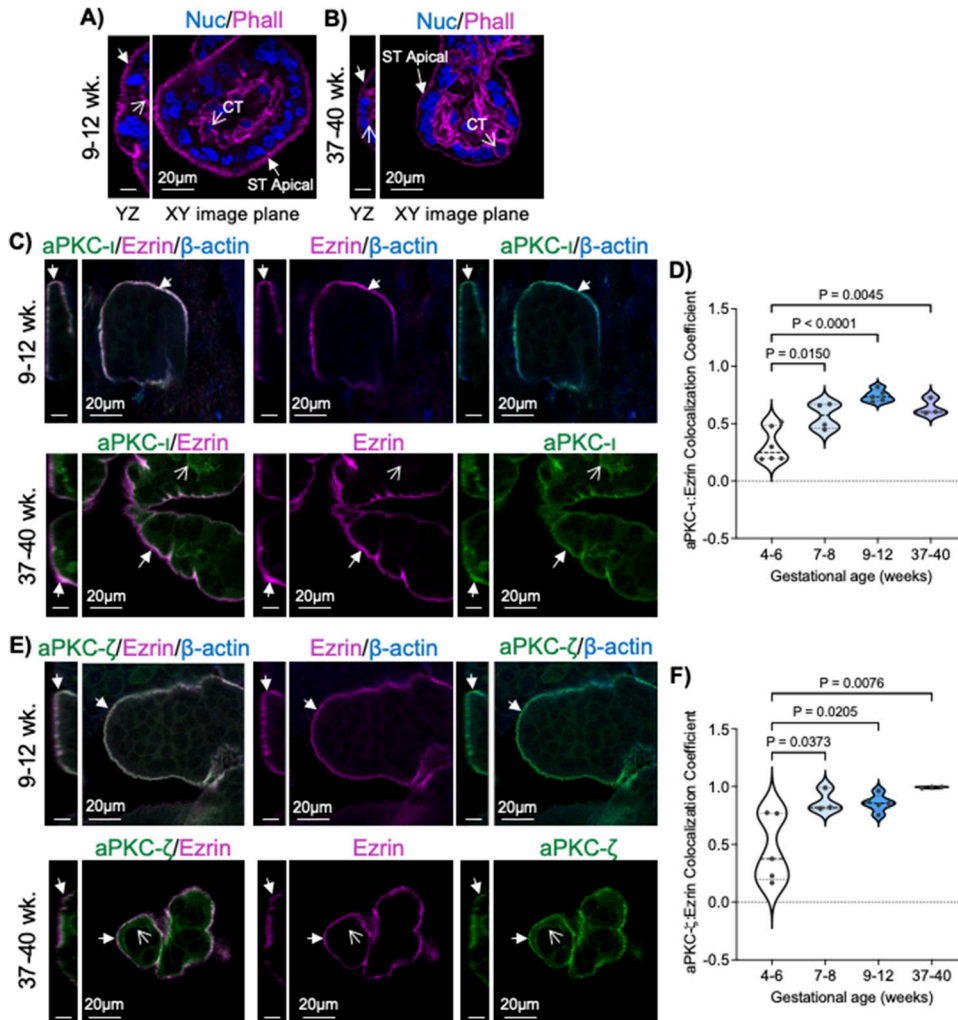 A)
Nuc/Phall
9-12 wk.
CT
ST Apical
20µm
YZ
XY image plane
B)
Nuc/Phall
37-40 wk.
ST Apical
CT
20µm
YZ
XY image plane
C)
aPKC-ι/Ezrin/β-actin
Ezrin/β-actin
aPKC-ι/β-actin
9-12 wk.
20µm
20µm
20µm
aPKC-ι/Ezrin
Ezrin
aPKC-ι
37-40 wk.
20µm
20µm
20µm
D)
aPKC-ι:Ezrin Colocalization Coefficient
1.5
1.0
0.5
0.0
-0.5
P = 0.0045
P < 0.0001
P = 0.0150
4-6
7-8
9-12
37-40
Gestational age (weeks)
E)
aPKC-ζ/Ezrin/β-actin
Ezrin/β-actin
aPKC-ζ/β-actin
9-12 wk.
20µm
20µm
20µm
aPKC-ζ/Ezrin
Ezrin
aPKC-ζ
37-40 wk.
20µm
20µm
20µm
F)
aPKC-ζ:Ezrin Colocalization Coefficient
1.5
1.0
0.5
0.0
-0.5
P = 0.0076
P = 0.0205
P = 0.0373
4-6
7-8
9-12
37-40
Gestational age (weeks)